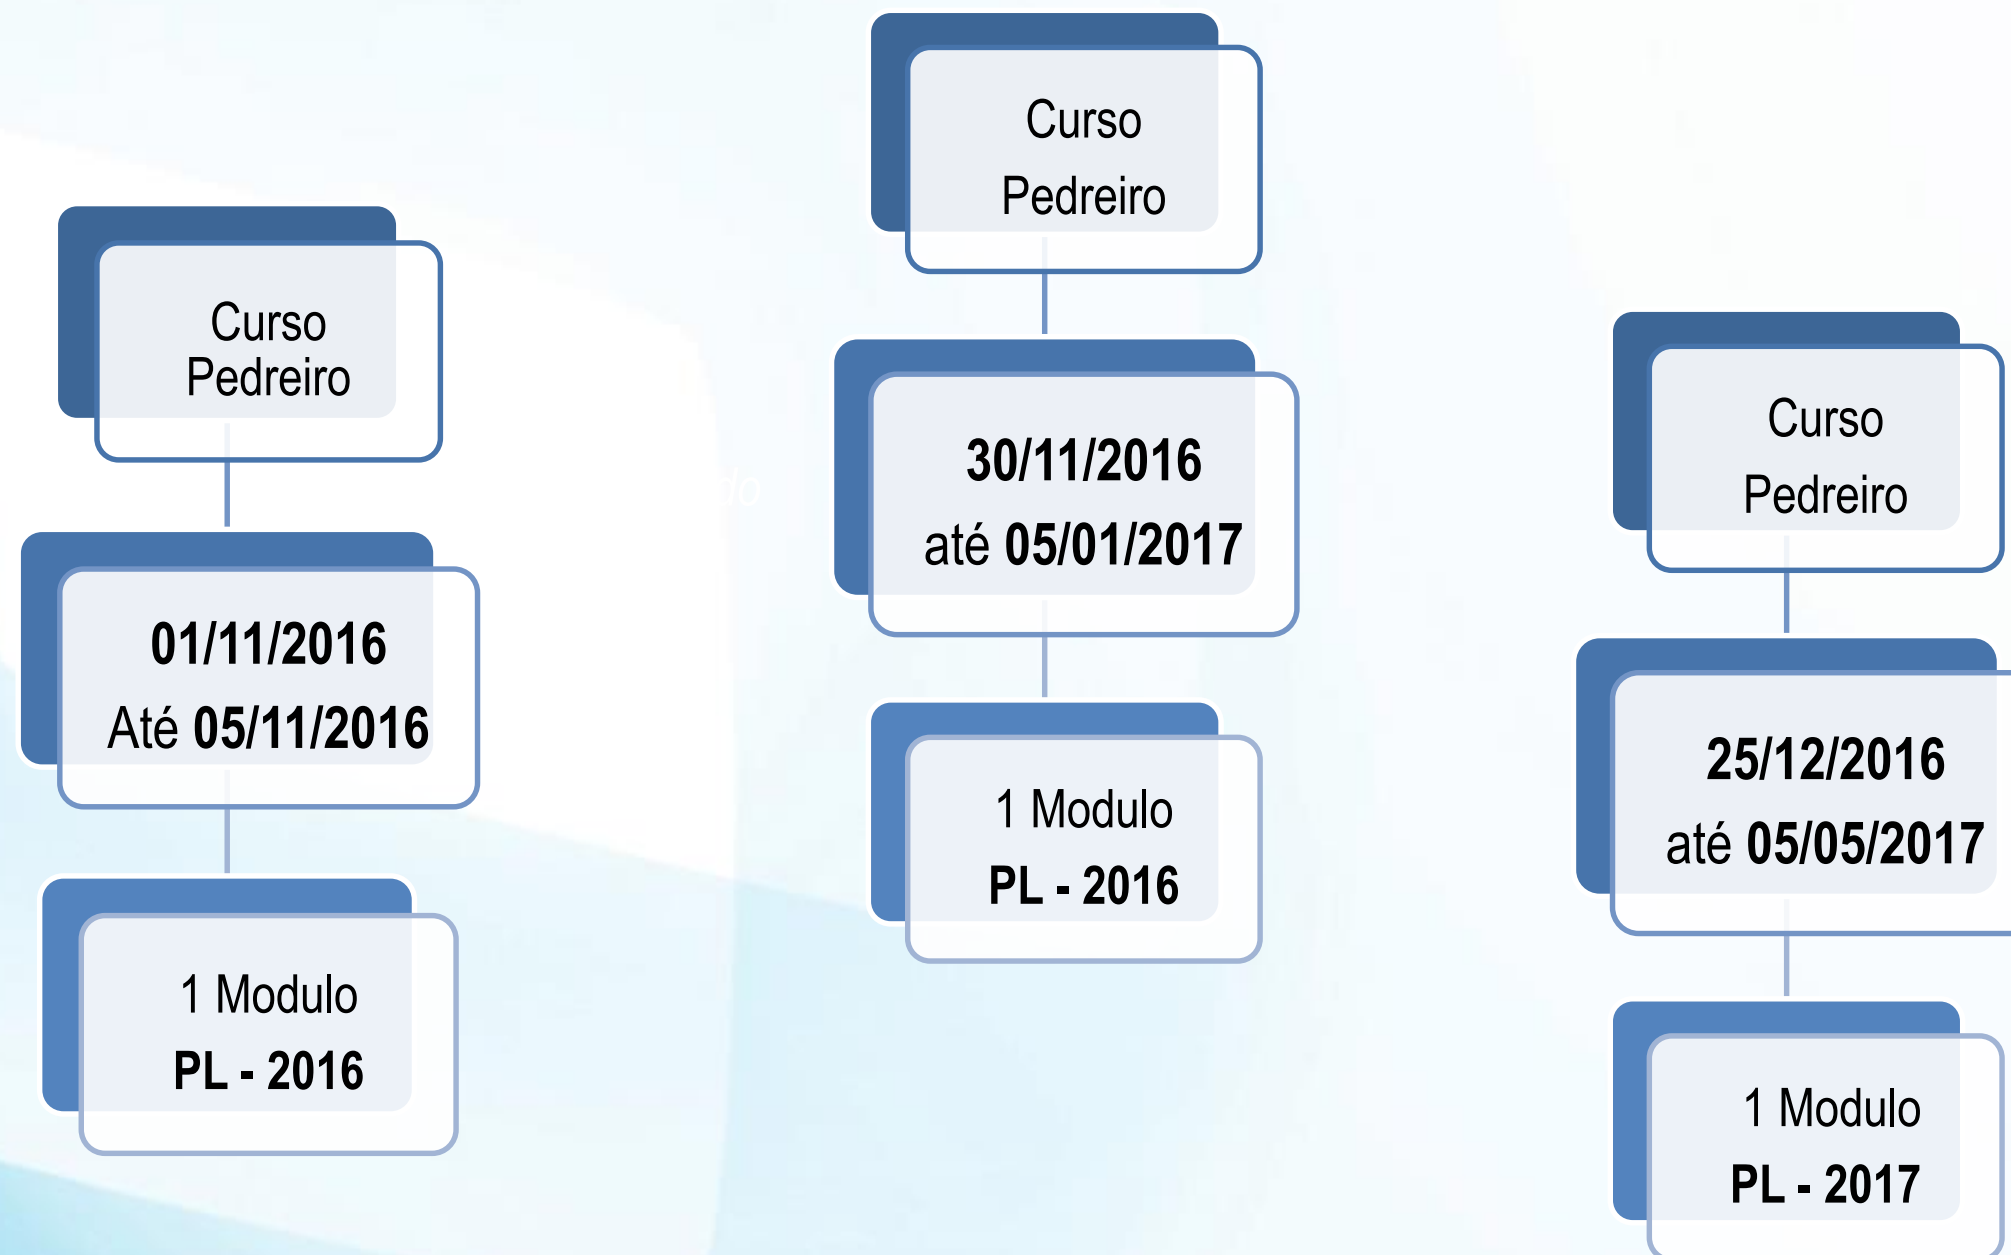 Curso
Pedreiro
01/11/2016
Até 05/11/2016
1 Modulo
PL - 2016
do
Curso
Pedreiro
30/11/2016
até 05/01/2017
1 Modulo
PL - 2016
Curso
Pedreiro
25/12/2016
até 05/05/2017
1 Modulo
PL - 2017